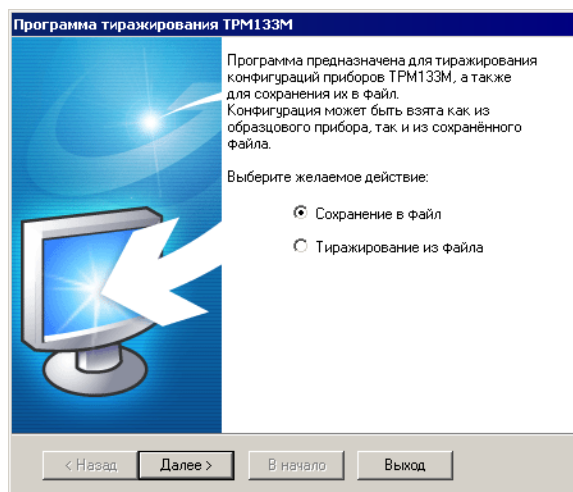 Программа тиражирования ТРМ133М
Программа предназначена для тиражирования
конфигураций приборов ТРМ133М, а также
для сохранения их в файл.
Конфигурация может быть взята как из
образцового прибора, так и из сохранённого
файла.
Выберите желаемое действие:
Сохранение в файл
Тиражирование из файла
< Назад
Далее >
В начало
Выход